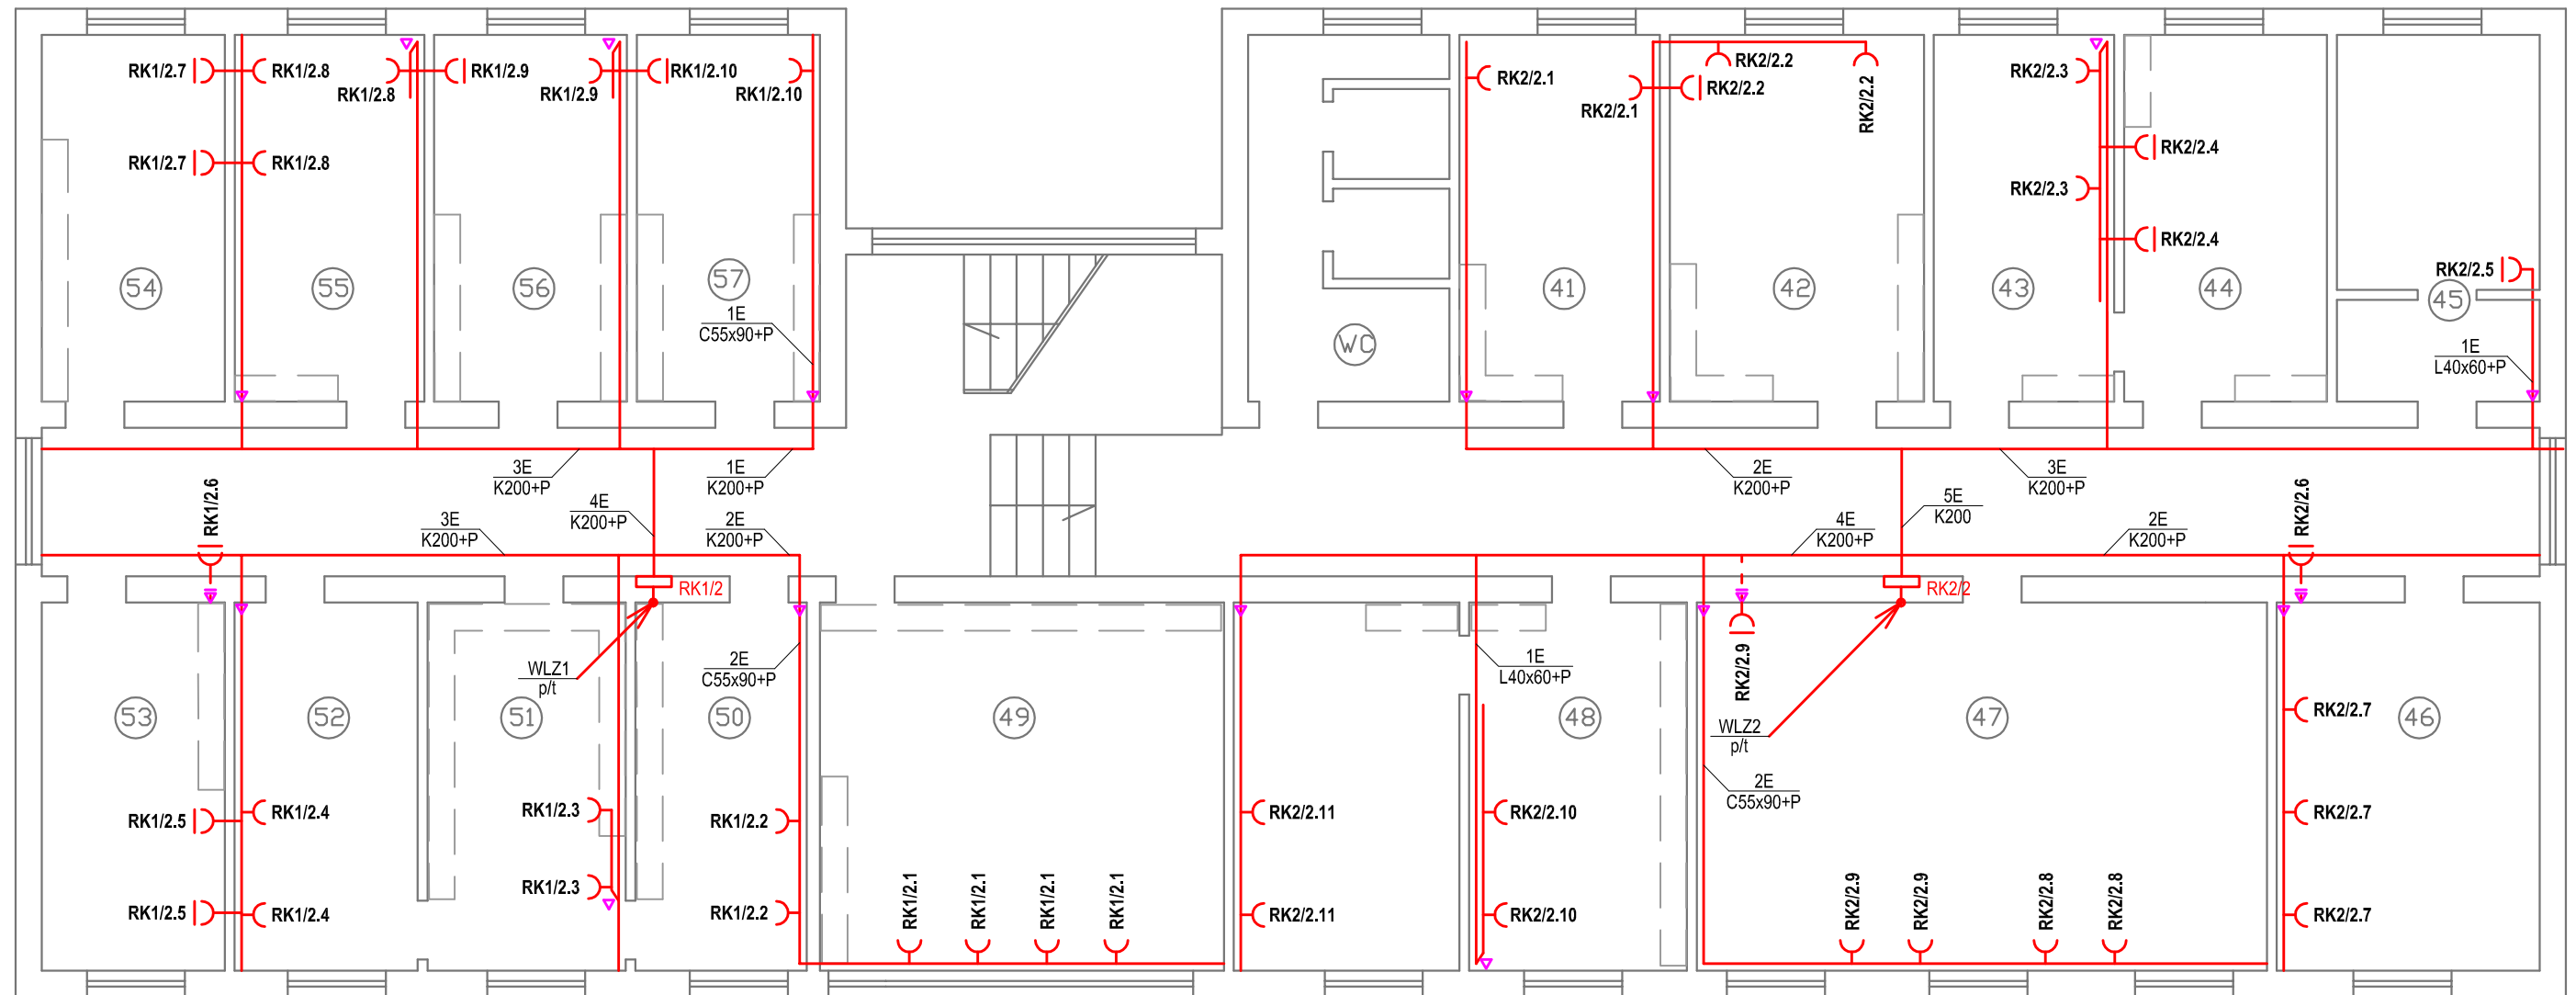 RK1/2.7
RK1/2.8
RK1/2.8
RK1/2.9
RK1/2.9
RK1/2.10
RK1/2.10
RK2/2.1
RK2/2.1
RK2/2.2
RK2/2.2
RK2/2.2
RK2/2.3
RK1/2.7
RK1/2.8
RK2/2.4
RK2/2.3
RK2/2.4
RK2/2.5
54
55
56
57
WC
41
42
43
44
45
1E
C55x90+P
1E
L40x60+P
3E
K200+P
1E
K200+P
2E
K200+P
3E
K200+P
RK1/2.6
3E
K200+P
4E
K200+P
2E
K200+P
4E
K200+P
5E
K200
2E
K200+P
RK2/2.6
RK1/2
RK2/2
WLZ1
p/t
2E
C55x90+P
1E
L40x60+P
RK2/2.9
WLZ2
p/t
2E
C55x90+P
53
52
51
50
49
48
47
46
RK2/2.7
RK1/2.5
RK1/2.4
RK1/2.3
RK1/2.2
RK2/2.11
RK2/2.10
RK2/2.7
RK1/2.5
RK1/2.4
RK1/2.3
RK1/2.2
RK1/2.1
RK1/2.1
RK1/2.1
RK1/2.1
RK2/2.11
RK2/2.10
RK2/2.9
RK2/2.9
RK2/2.8
RK2/2.8
RK2/2.7